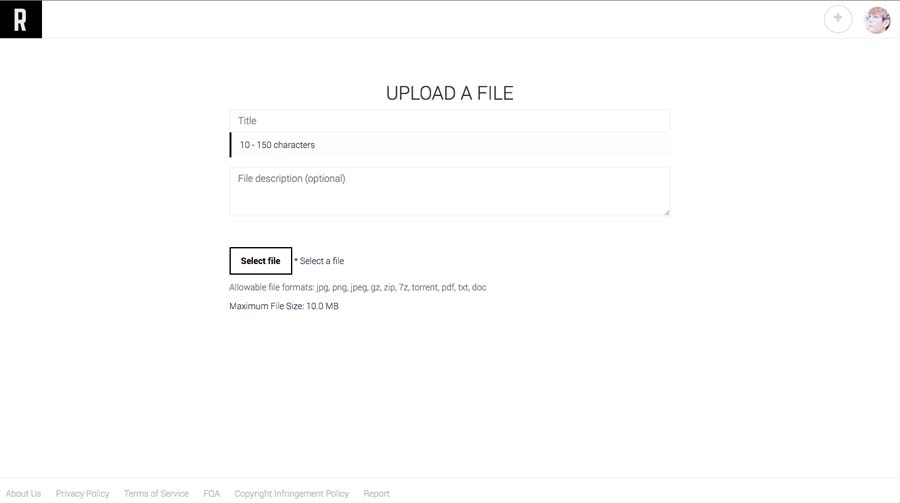 R
UPLOAD A FILE
Title
10 - 150 characters
File description (optional)
Select file * Select a file
Allowable file formats: jpg, png, jpeg, gz, zip, 7z, torrent, pdf, txt, doc
Maximum File Size: 10.0 MB
About Us Privacy Policy Terms of Service FQA Copyright Infringement Policy Report